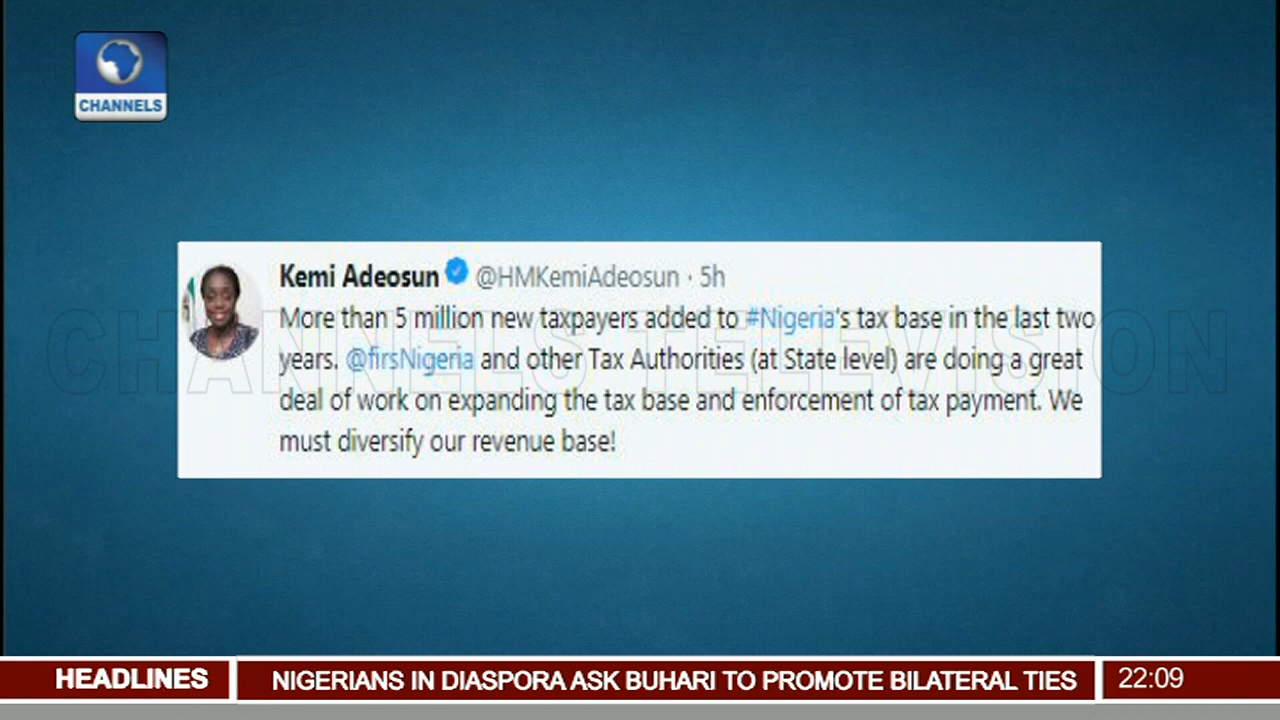 CHANNELS
Kemi Adeosun @HMKemiAdeosun · 5h
More than 5 million new taxpayers added to #Nigeria's tax base in the last two
years. @firsNigeria and other Tax Authorities (at State level) are doing a great
deal of work on expanding the tax base and enforcement of tax payment. We
must diversify our revenue base!
CHANNELS TELEVISION
HEADLINES
NIGERIANS IN DIASPORA ASK BUHARI TO PROMOTE BILATERAL TIES
22:09